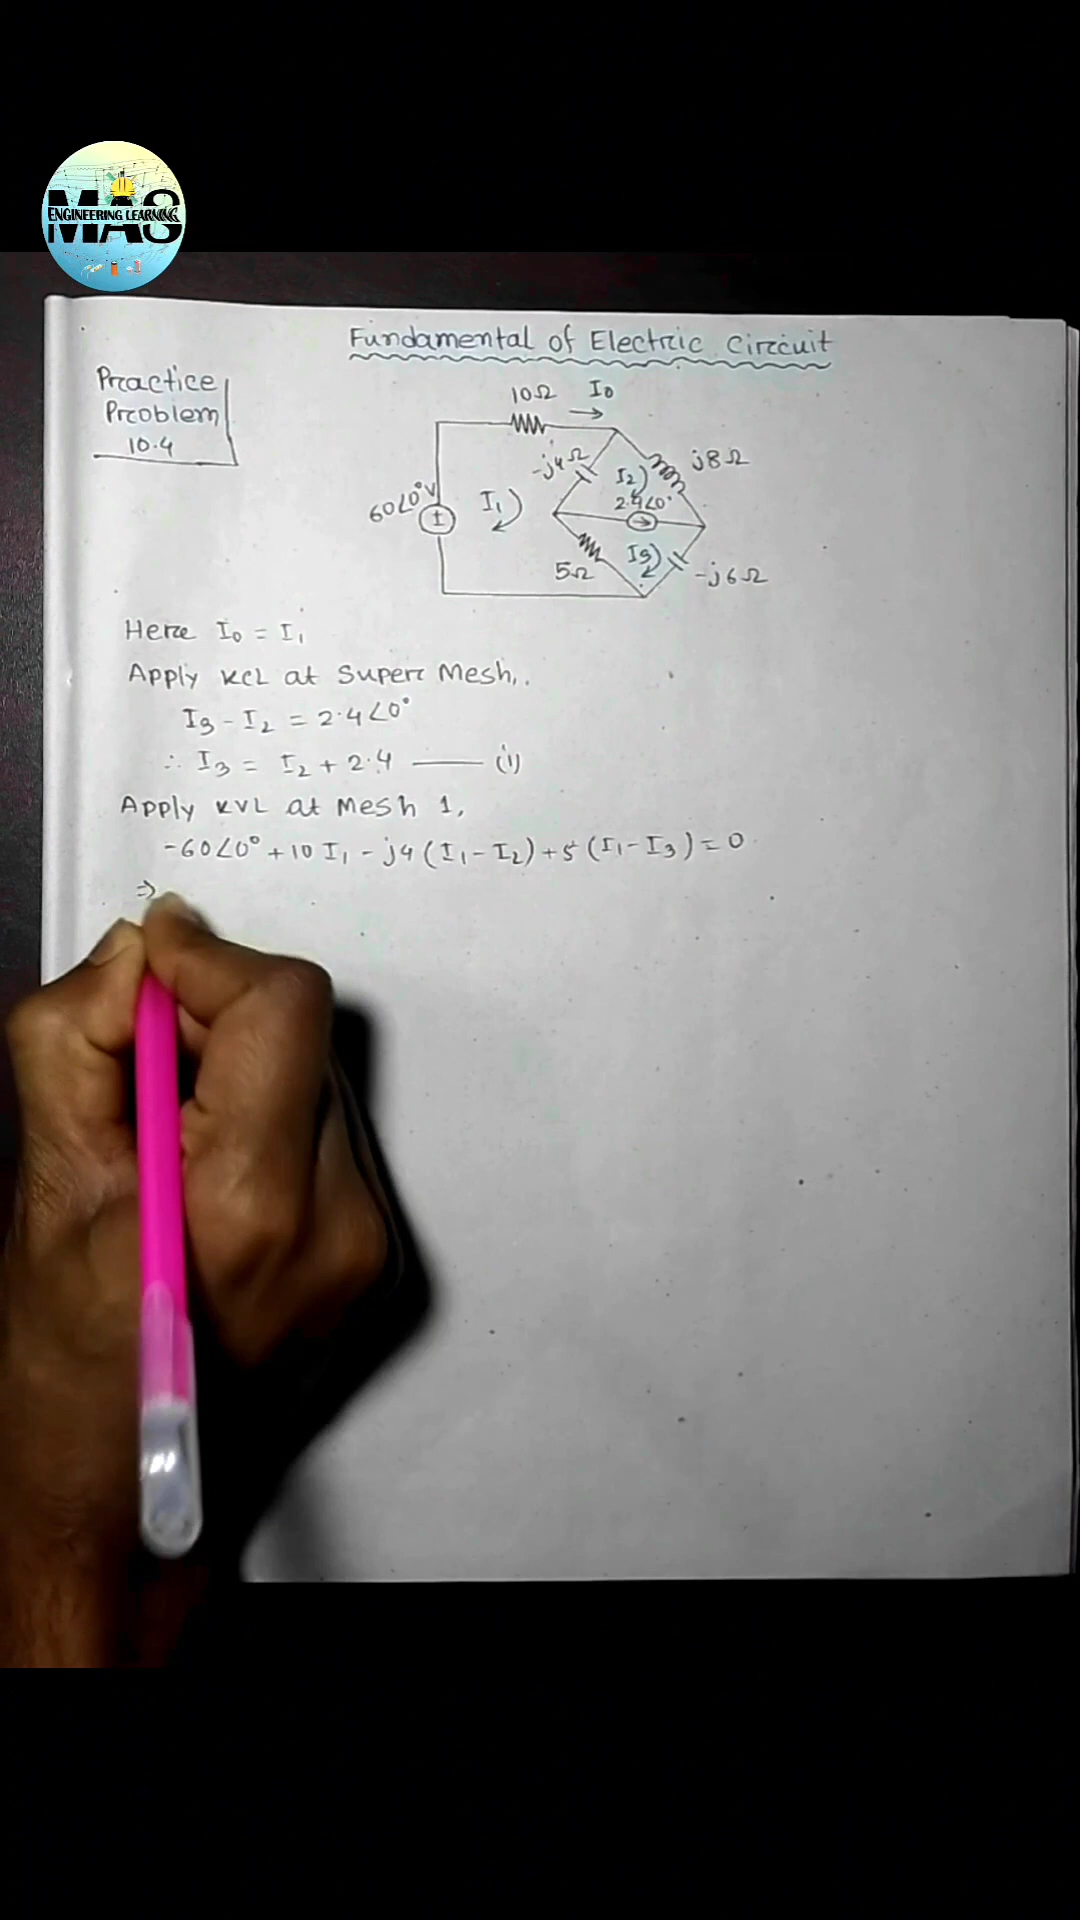 MAS
ENGINEERING LEARNING
Fundamental of Electric Circuit
Practice
Problem
10.4
10Ω
I₀
-j4Ω
j8Ω
I₂
2.4∠0°
60∠0°V
I₁
5Ω
I₃
-j6Ω
Here I₀ = I₁
Apply KCL at Super Mesh,.
I₃ - I₂ = 2.4∠0°
∴ I₃ = I₂ + 2.4 —— (1)
Apply KVL at Mesh 1,
-60∠0° + 10 I₁ - j4 (I₁ - I₂) + 5 (I₁ - I₃) = 0
⇒